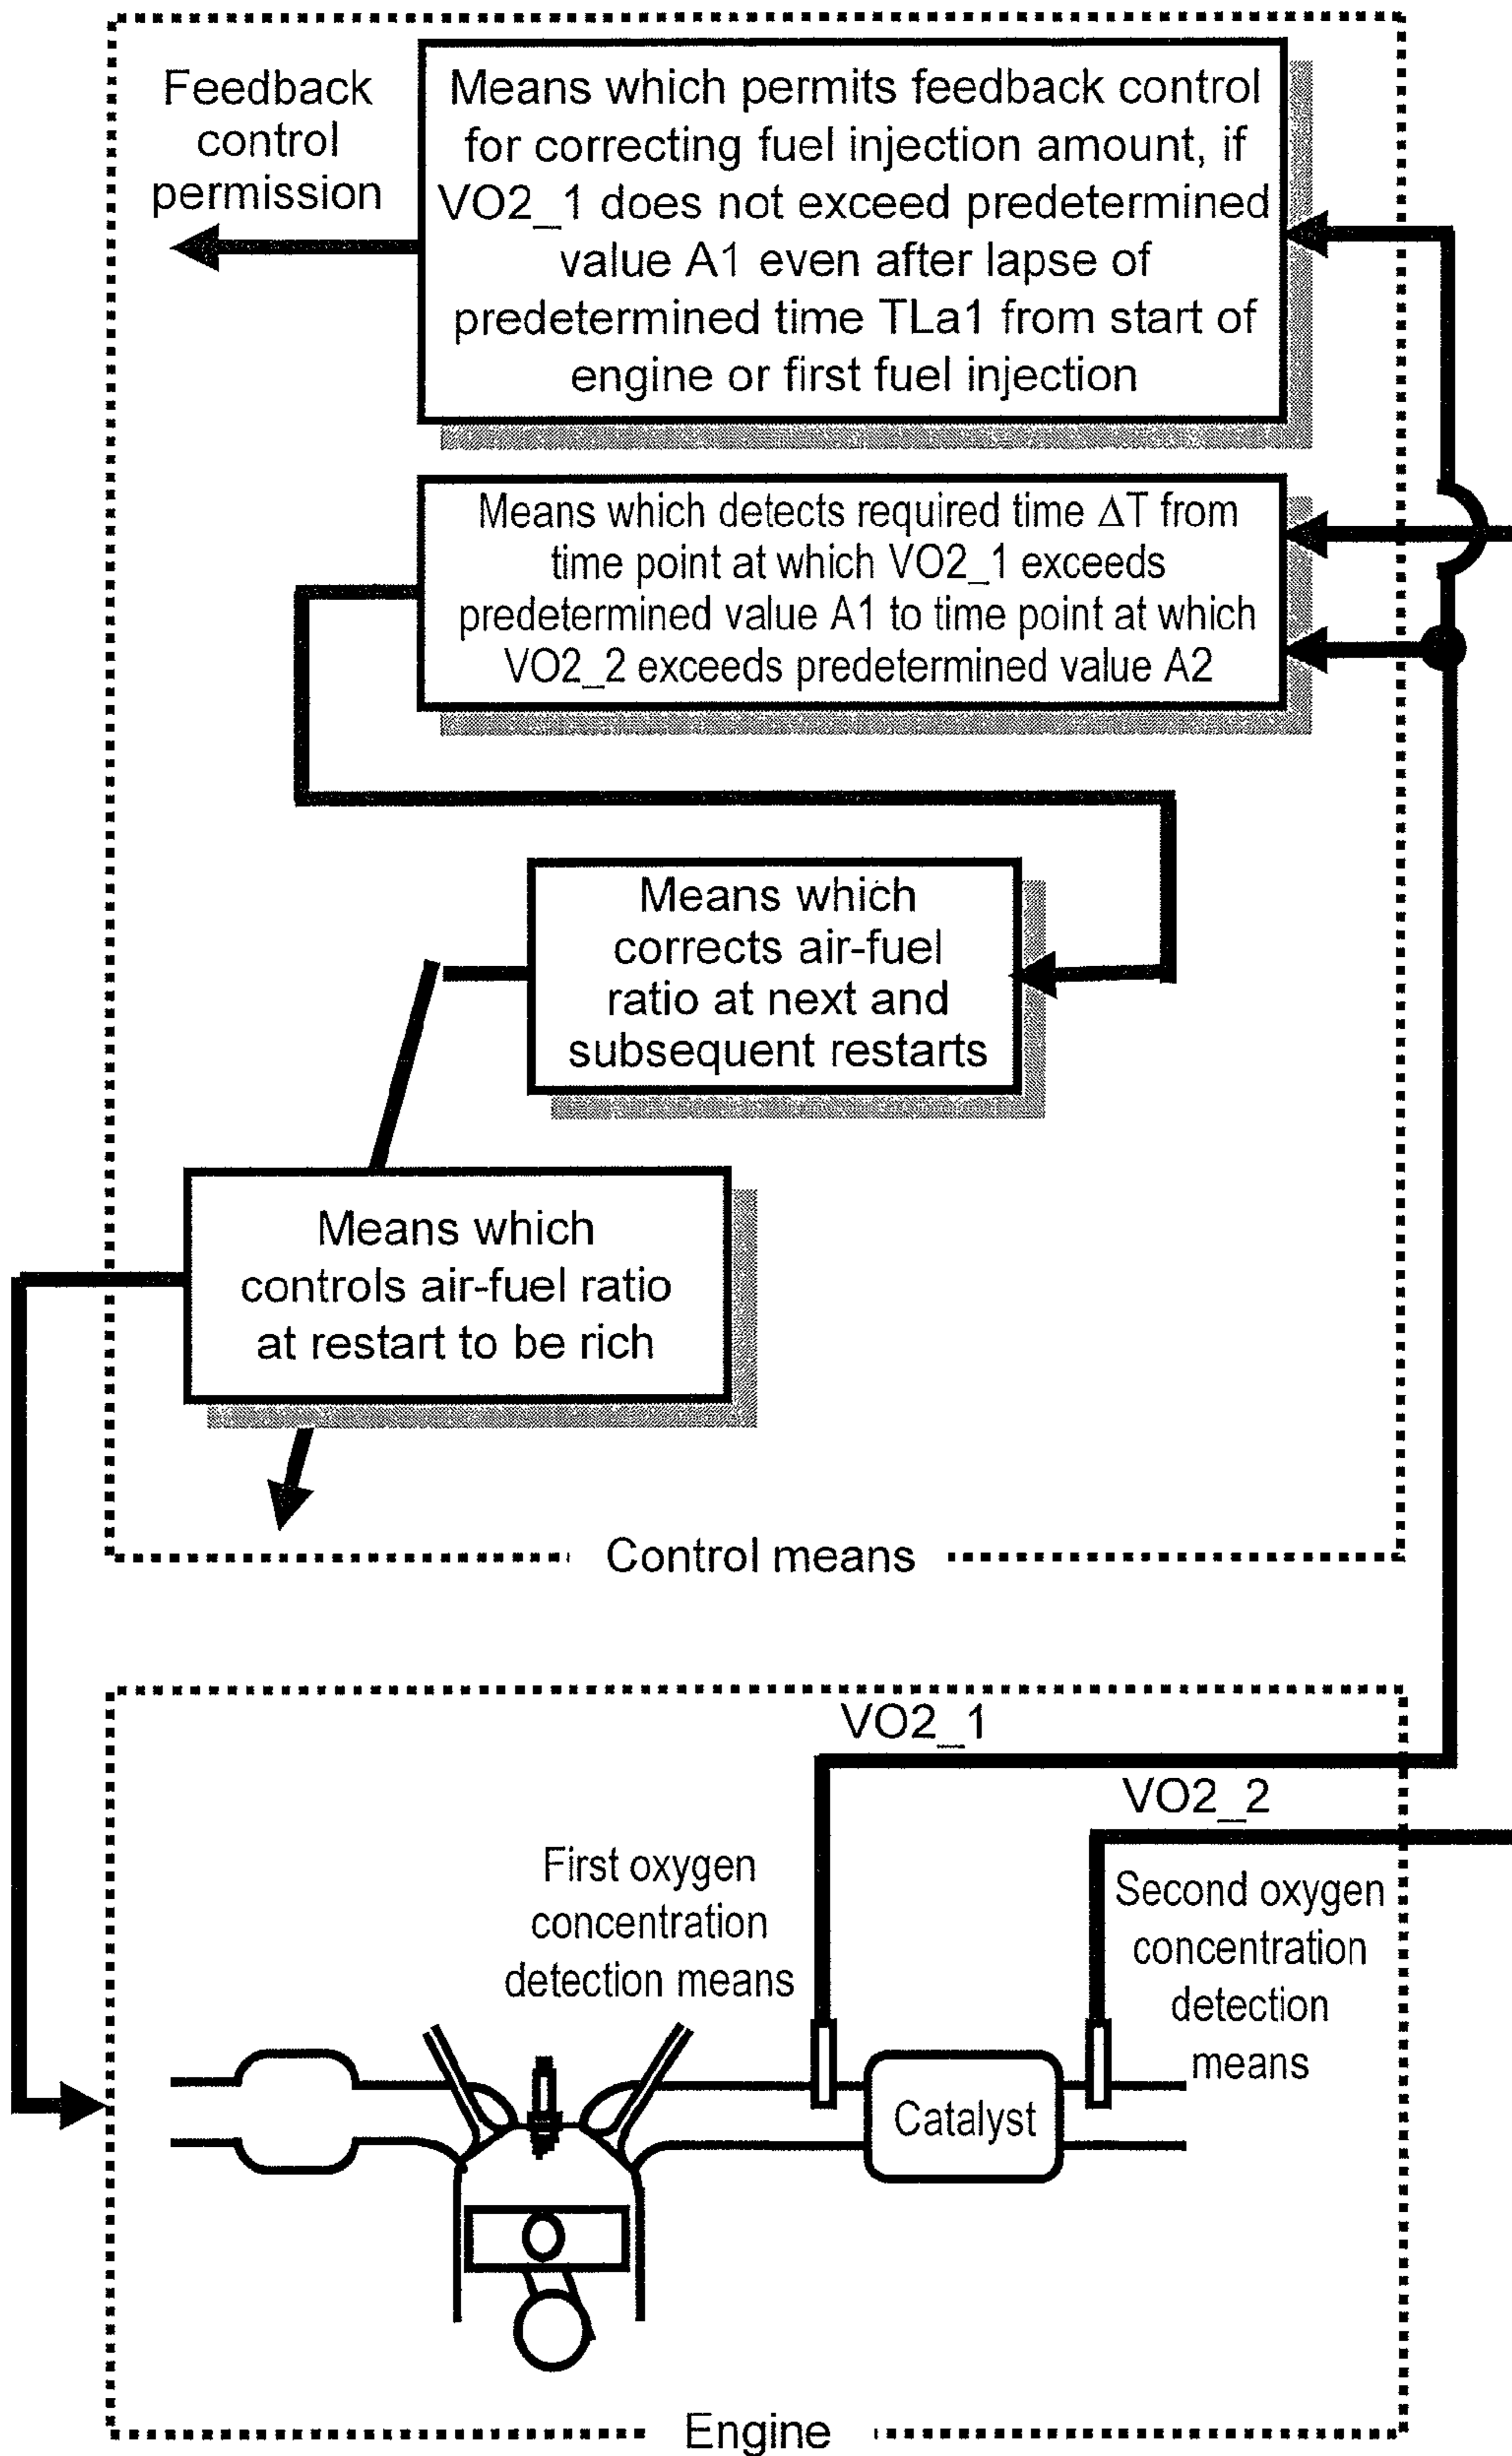 Feedback
control
permission
Means which permits feedback control
for correcting fuel injection amount, if
VO2_1 does not exceed predetermined
value A1 even after lapse of
predetermined time TLa1 from start of
engine or first fuel injection
Means which detects required time ΔT from
time point at which VO2_1 exceeds
predetermined value A1 to time point at which
VO2_2 exceeds predetermined value A2
Means which
corrects air-fuel
ratio at next and
subsequent restarts
Means which
controls air-fuel ratio
at restart to be rich
Control means
VO2_1
VO2_2
First oxygen
concentration
detection means
Second oxygen
concentration
detection
means
Catalyst
Engine